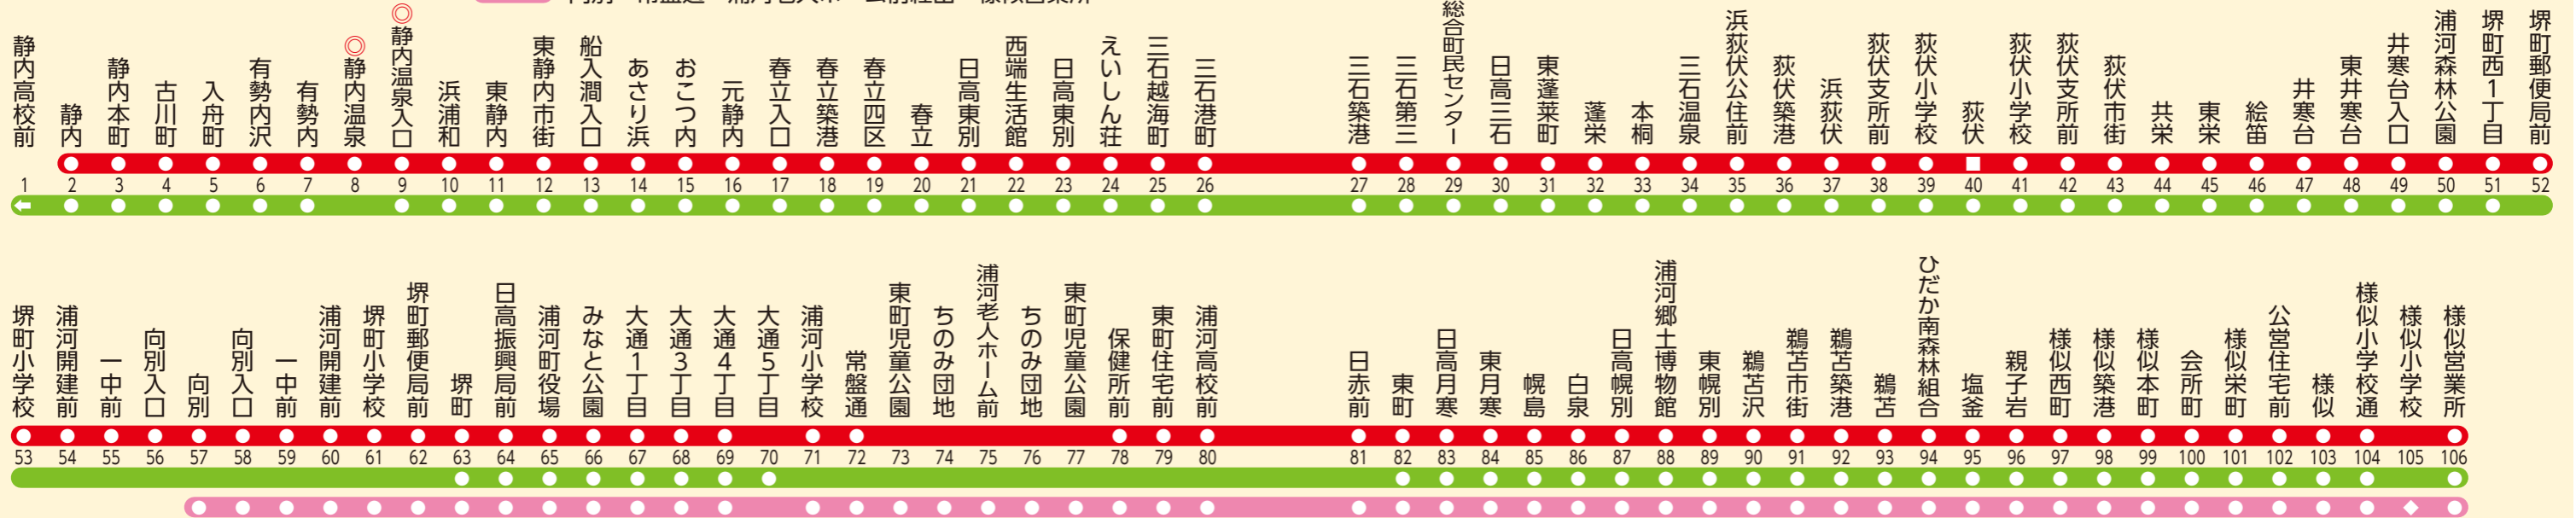 静内高校前
静内
静内本町
古川町
入舟町
有勢内沢
有勢内
◎静内温泉
◎静内温泉入口
浜浦和
東静内
東静内市街
船入澗入口
あさり浜
おこつ内
元静内
春立入口
春立築港
春立四区
春立
日高東別
西端生活館
日高東別
えいしん荘
三石越海町
三石港町
三石築港
三石第三
総合町民センター
日高三石
東蓬莱町
蓬栄
本桐
三石温泉
浜荻伏公住前
荻伏築港
浜荻伏
荻伏支所前
荻伏小学校
荻伏
荻伏小学校
荻伏支所前
荻伏市街
共栄
東栄
絵笛
井寒台
東井寒台
井寒台入口
浦河森林公園
堺町西1丁目
堺町郵便局前
1 2 3 4 5 6 7 8 9 10 11 12 13 14 15 16 17 18 19 20 21 22 23 24 25 26 27 28 29 30 31 32 33 34 35 36 37 38 39 40 41 42 43 44 45 46 47 48 49 50 51 52
堺町小学校
浦河開建前
一中前
向別入口
向別
向別入口
一中前
浦河開建前
堺町小学校
堺町郵便局前
堺町
日高振興局前
浦河町役場
みなと公園
大通1丁目
大通3丁目
大通4丁目
大通5丁目
浦河小学校
常盤通
東町児童公園
ちのみ団地
浦河老人ホーム前
ちのみ団地
東町児童公園
保健所前
東町住宅前
浦河高校前
日赤前
東町
日高月寒
東月寒
幌島
白泉
日高幌別
浦河郷土博物館
東幌別
鵜苫沢
鵜苫市街
鵜苫築港
鵜苫
ひだか南森林組合
塩釜
親子岩
様似西町
様似築港
様似本町
会所町
様似栄町
公営住宅前
様似
様似小学校通
様似小学校
様似営業所
53 54 55 56 57 58 59 60 61 62 63 64 65 66 67 68 69 70 71 72 73 74 75 76 77 78 79 80 81 82 83 84 85 86 87 88 89 90 91 92 93 94 95 96 97 98 99 100 101 102 103 104 105 106